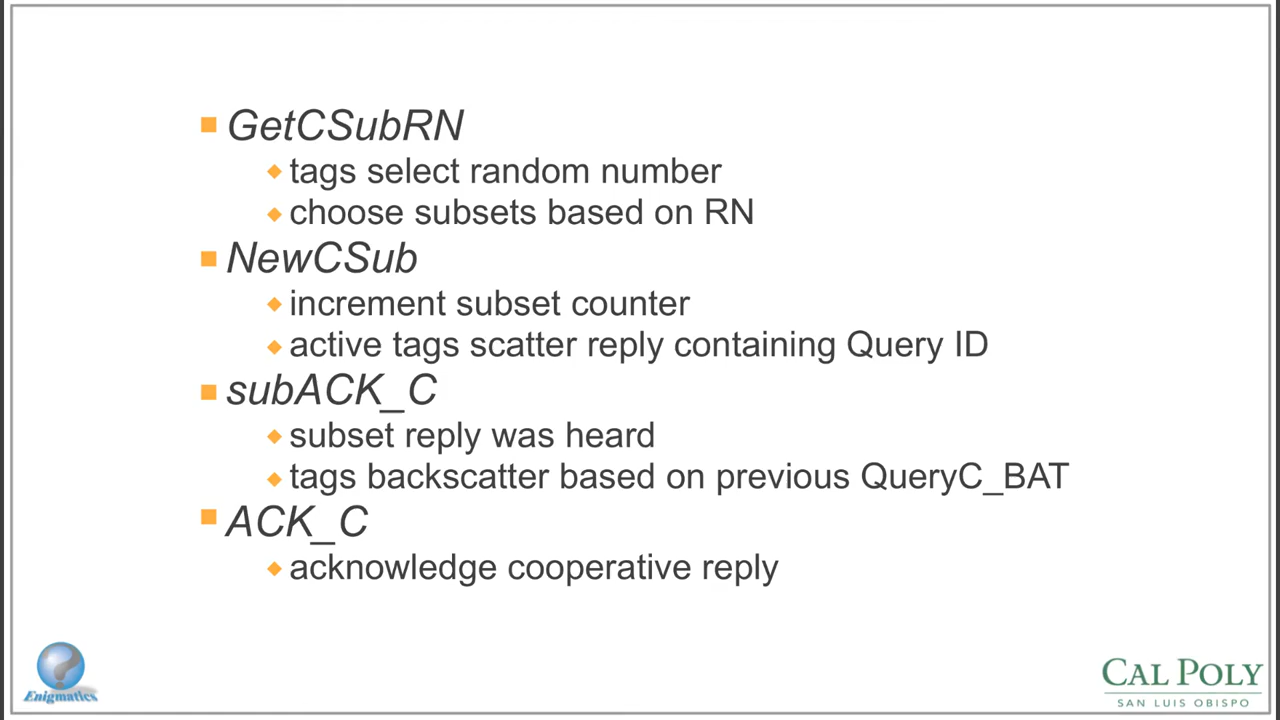 GetCSubRN
tags select random number
choose subsets based on RN
NewCSub
increment subset counter
active tags scatter reply containing Query ID
subACK_C
subset reply was heard
tags backscatter based on previous QueryC_BAT
ACK_C
acknowledge cooperative reply
Enigmatics
CAL POLY
SAN LUIS OBISPO